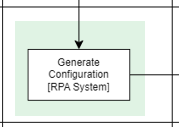 Generate
Configuration
[RPA System]